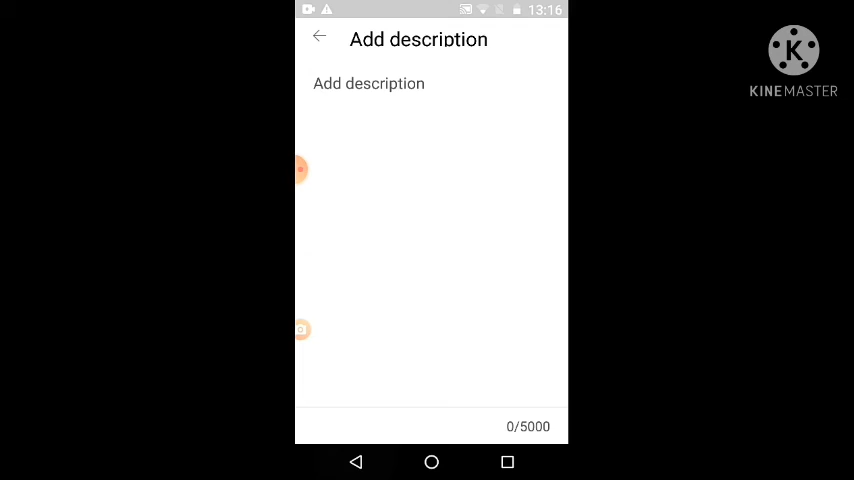 13:16
Add description
Add description
0/5000
K
KINEMASTER